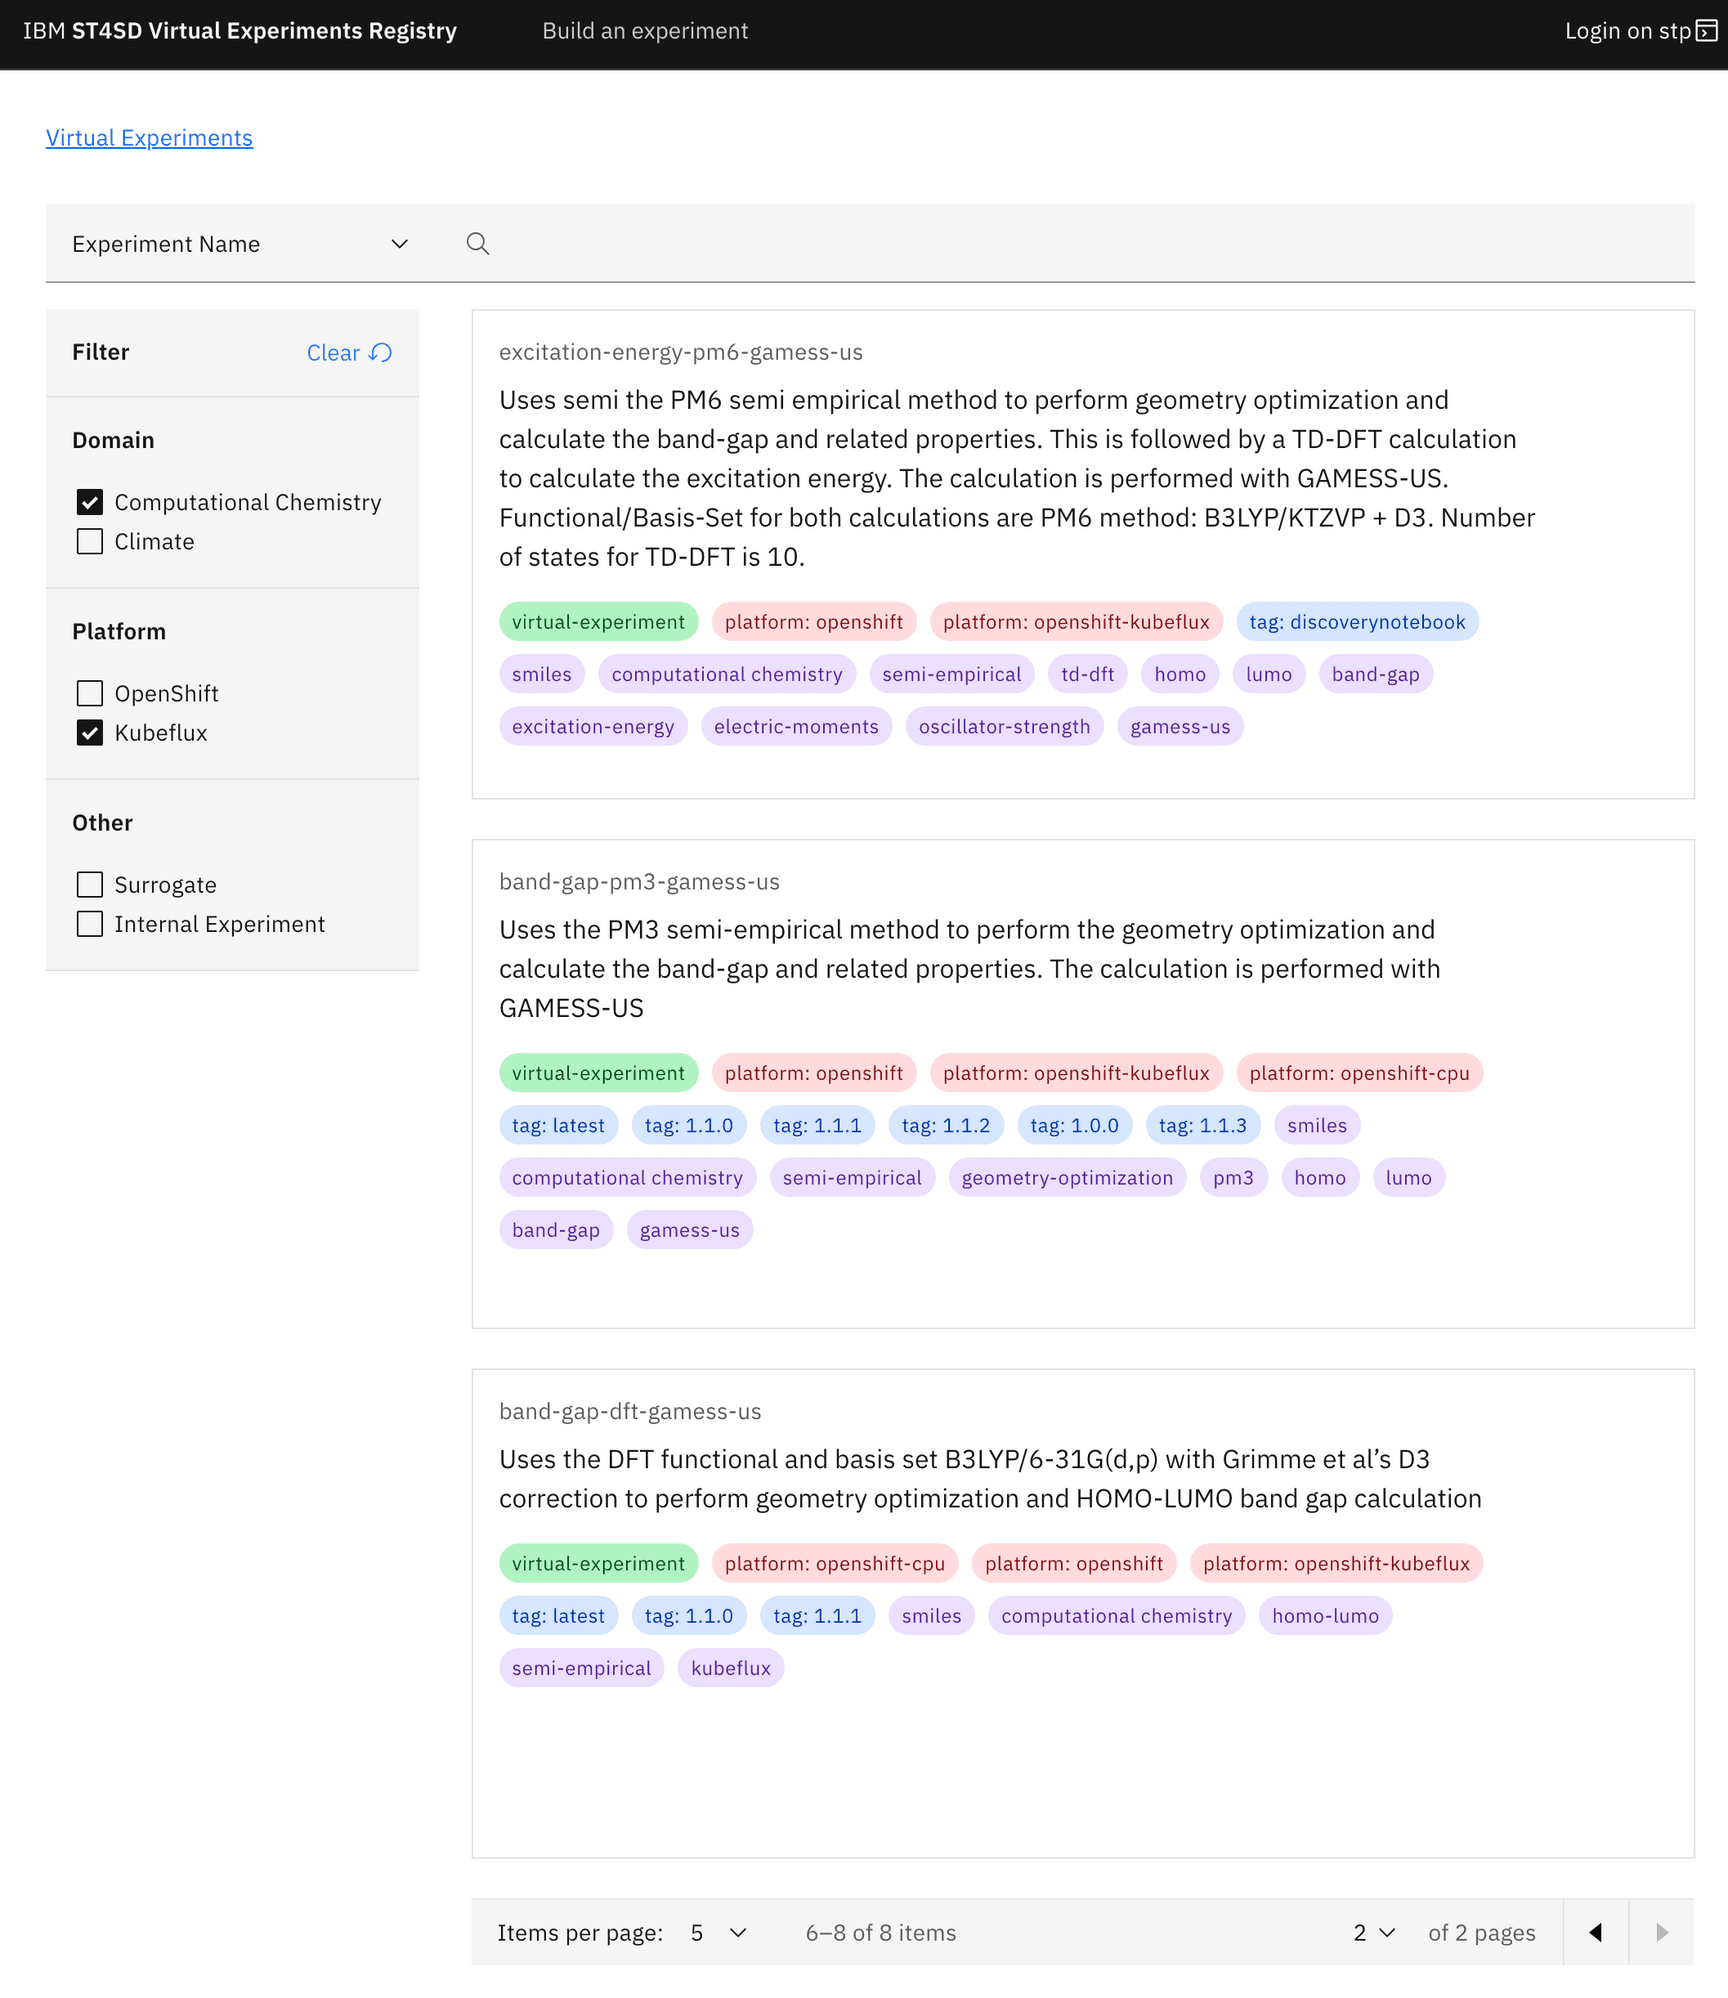 IBM ST4SD Virtual Experiments Registry
Build an experiment
Login on stp
Virtual Experiments
Experiment Name
Filter
Clear
Domain
Computational Chemistry
Climate
Platform
OpenShift
Kubeflux
Other
Surrogate
Internal Experiment
excitation-energy-pm6-gamess-us
Uses semi the PM6 semi empirical method to perform geometry optimization and
calculate the band-gap and related properties. This is followed by a TD-DFT calculation
to calculate the excitation energy. The calculation is performed with GAMESS-US.
Functional/Basis-Set for both calculations are PM6 method: B3LYP/KTZVP + D3. Number
of states for TD-DFT is 10.
virtual-experiment platform: openshift platform: openshift-kubeflux tag: discoverynotebook
smiles computational chemistry semi-empirical td-dft homo lumo band-gap
excitation-energy electric-moments oscillator-strength gamess-us
band-gap-pm3-gamess-us
Uses the PM3 semi-empirical method to perform the geometry optimization and
calculate the band-gap and related properties. The calculation is performed with
GAMESS-US
virtual-experiment platform: openshift platform: openshift-kubeflux platform: openshift-cpu
tag: latest tag: 1.1.0 tag: 1.1.1 tag: 1.1.2 tag: 1.0.0 tag: 1.1.3 smiles
computational chemistry semi-empirical geometry-optimization pm3 homo lumo
band-gap gamess-us
band-gap-dft-gamess-us
Uses the DFT functional and basis set B3LYP/6-31G(d,p) with Grimme et al’s D3
correction to perform geometry optimization and HOMO-LUMO band gap calculation
virtual-experiment platform: openshift-cpu platform: openshift platform: openshift-kubeflux
tag: latest tag: 1.1.0 tag: 1.1.1 smiles computational chemistry homo-lumo
semi-empirical kubeflux
Items per page: 5 6–8 of 8 items 2 of 2 pages